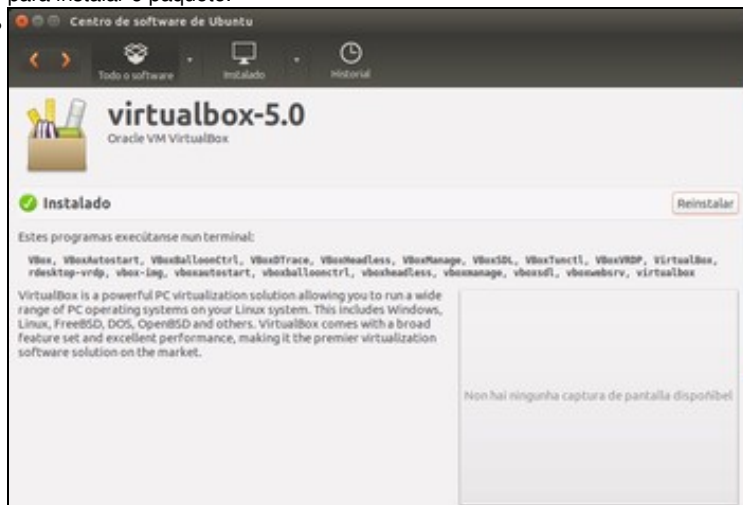 para instalar o paquete.
Centro de software de Ubuntu
Todo o software
Instalado
Historial
virtualbox-5.0
Oracle VM VirtualBox
Instalado
Reinstalar
Estes programas execútanse nun terminal:
VBox, VBoxAutostart, VBoxBalloonCtrl, VBoxDTrace, VBoxHeadless, VBoxManage, VBoxSDL, VBoxTunctl, VBoxVRDP, VirtualBox,
rdesktop-vrdp, vbox-img, vboxautostart, vboxballoonctrl, vboxheadless, vboxmanage, vboxsdl, vboxwebsrv, virtualbox
VirtualBox is a powerful PC virtualization solution allowing you to run a wide
range of PC operating systems on your Linux system. This includes Windows,
Linux, FreeBSD, DOS, OpenBSD and others. VirtualBox comes with a broad
feature set and excellent performance, making it the premier virtualization
software solution on the market.
Non hai ningunha captura de pantalla dispoñíbel